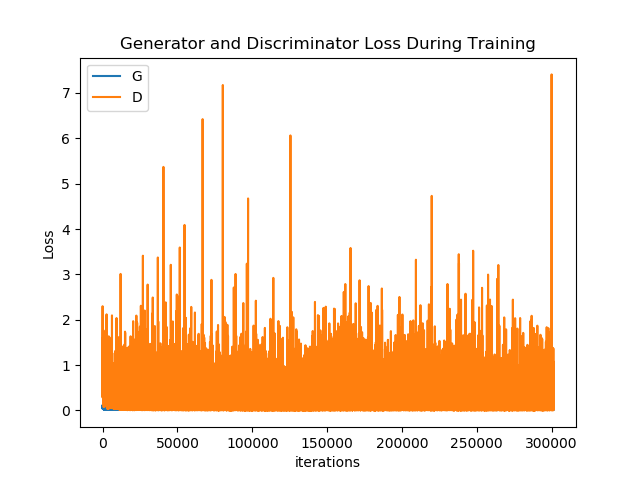 Generator and Discriminator Loss During Training
G
D
7
6
5
4
3
2
1
0
Loss
0 50000 100000 150000 200000 250000 300000
iterations